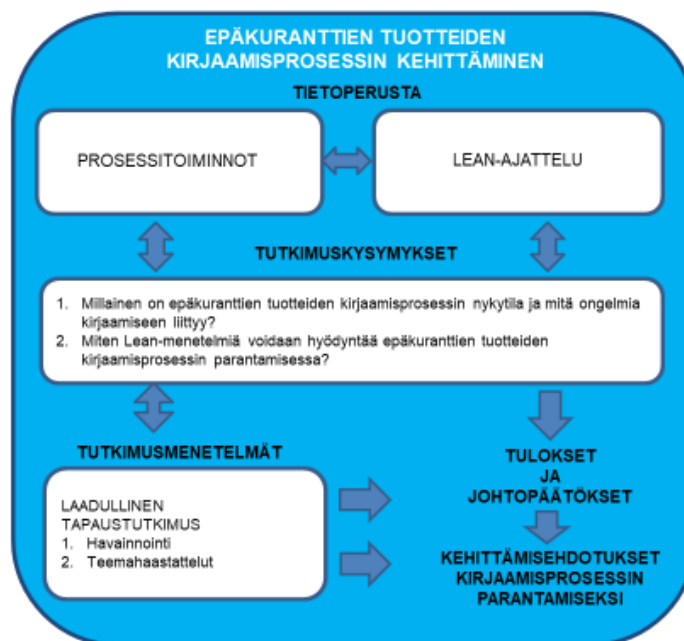 EPÄKURANTTIEN TUOTTEIDEN
KIRJAAMISPROSESSIN KEHITTÄMINEN
TIETOPERUSTA
PROSESSITOIMINNOT
LEAN-AJATTELU
TUTKIMUSKYSYMYKSET
1. Millainen on epäkuranttien tuotteiden kirjaamisprosessin nykytila ja mitä ongelmia
kirjaamiseen liittyy?
2. Miten Lean-menetelmiä voidaan hyödyntää epäkuranttien tuotteiden
kirjaamisprosessin parantamisessa?
TUTKIMUSMENETELMÄT
LAADULLINEN
TAPAUSTUTKIMUS
1. Havainnointi
2. Teemahaastattelut
TULOKSET
JA
JOHTOPÄÄTÖKSET
KEHITTÄMISEHDOTUKSET
KIRJAAMISPROSESSIN
PARANTAMISEKSI